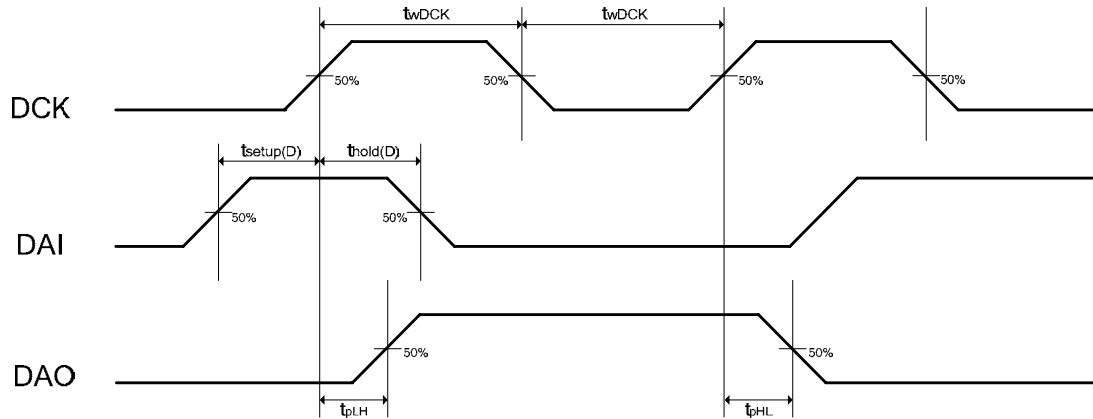 twDCK twDCK
50% 50% 50% 50%
DCK
tsetup(D) thold(D)
50% 50%
DAI
50% 50%
DAO
tpLH tpHL